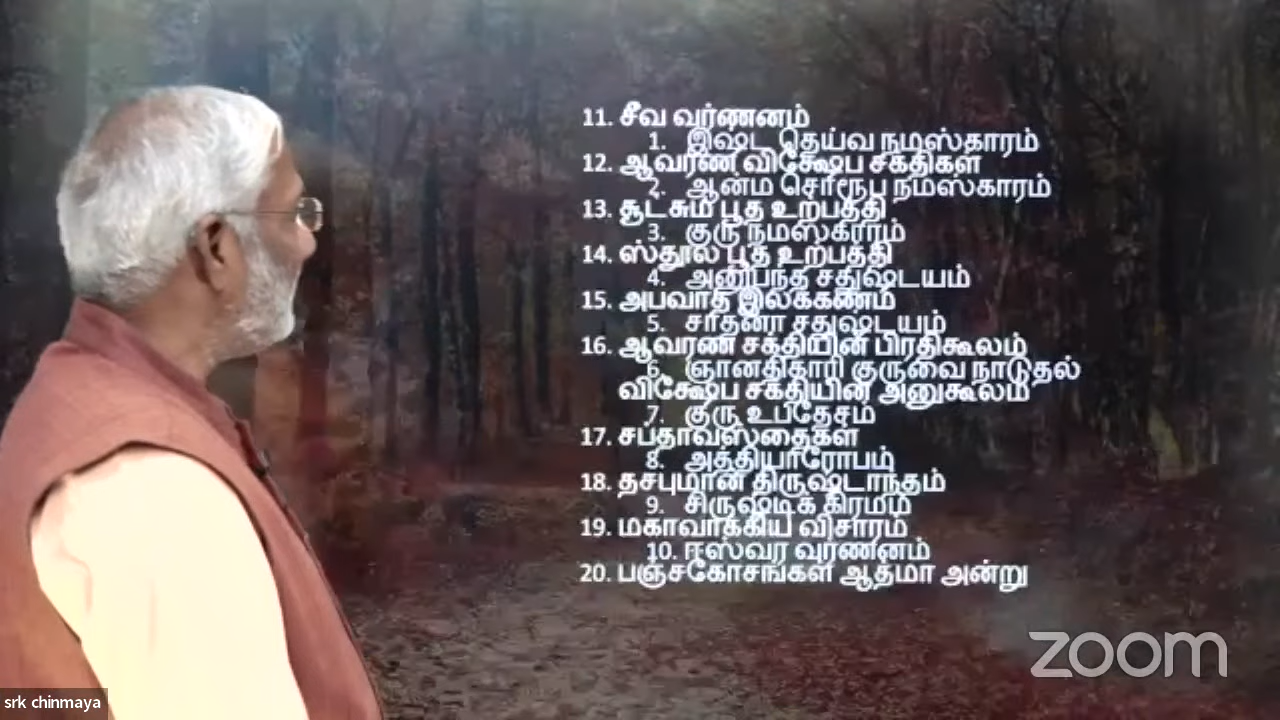 11. சீவ வர்ணனம்
1. இஷ்ட தெய்வ நமஸ்காரம்
12. ஆவரண விக்ஷேப சக்திகள்
2. ஆன்ம சொரூப நமஸ்காரம்
13. சூட்சும பூத உற்பத்தி
3. குரு நமஸ்காரம்
14. ஸ்தூல பூத உற்பத்தி
4. அனுபந்த சதுஷ்டயம்
15. அபவாத இலக்கணம்
5. சாதனா சதுஷ்டயம்
16. ஆவரண சக்தியின் பிரதிகூலம்
6. ஞானதிகாரி குருவை நாடுதல்
விக்ஷேப சக்தியின் அனுகூலம்
7. குரு உபதேசம்
17. சப்தாவஸ்தைகள்
8. அத்தியாரோபம்
18. தசபுமான் திருஷ்டாந்தம்
9. சிருஷ்டிக் கிரமம்
19. மகாவாக்கிய விசாரம்
10. ஈஸ்வர வர்ணனம்
20. பஞ்சகோசங்கள் ஆத்மா அன்று
zoom
srk chinmaya